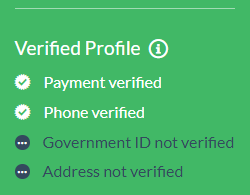 Verified Profile
Payment verified
Phone verified
Government ID not verified
Address not verified